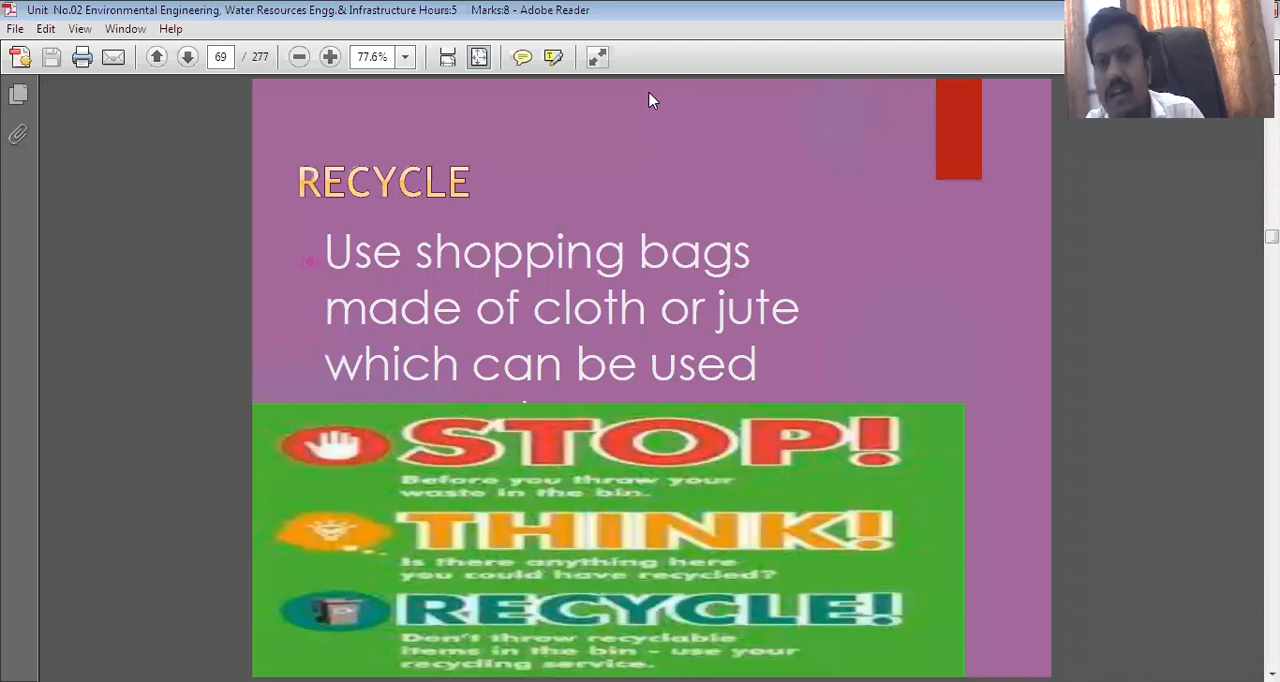 Unit No.02 Environmental Engineering, Water Resources Engg.& Infrastructure Hours:5 Marks:8 - Adobe Reader
File Edit View Window Help
69 / 277 77.6%
RECYCLE
Use shopping bags
made of cloth or jute
which can be used
STOP!
Before you throw your
waste in the bin.
THINK!
Is there anything here
you could have recycled?
RECYCLE!
Don't throw recyclable
items in the bin - use your
recycling service.